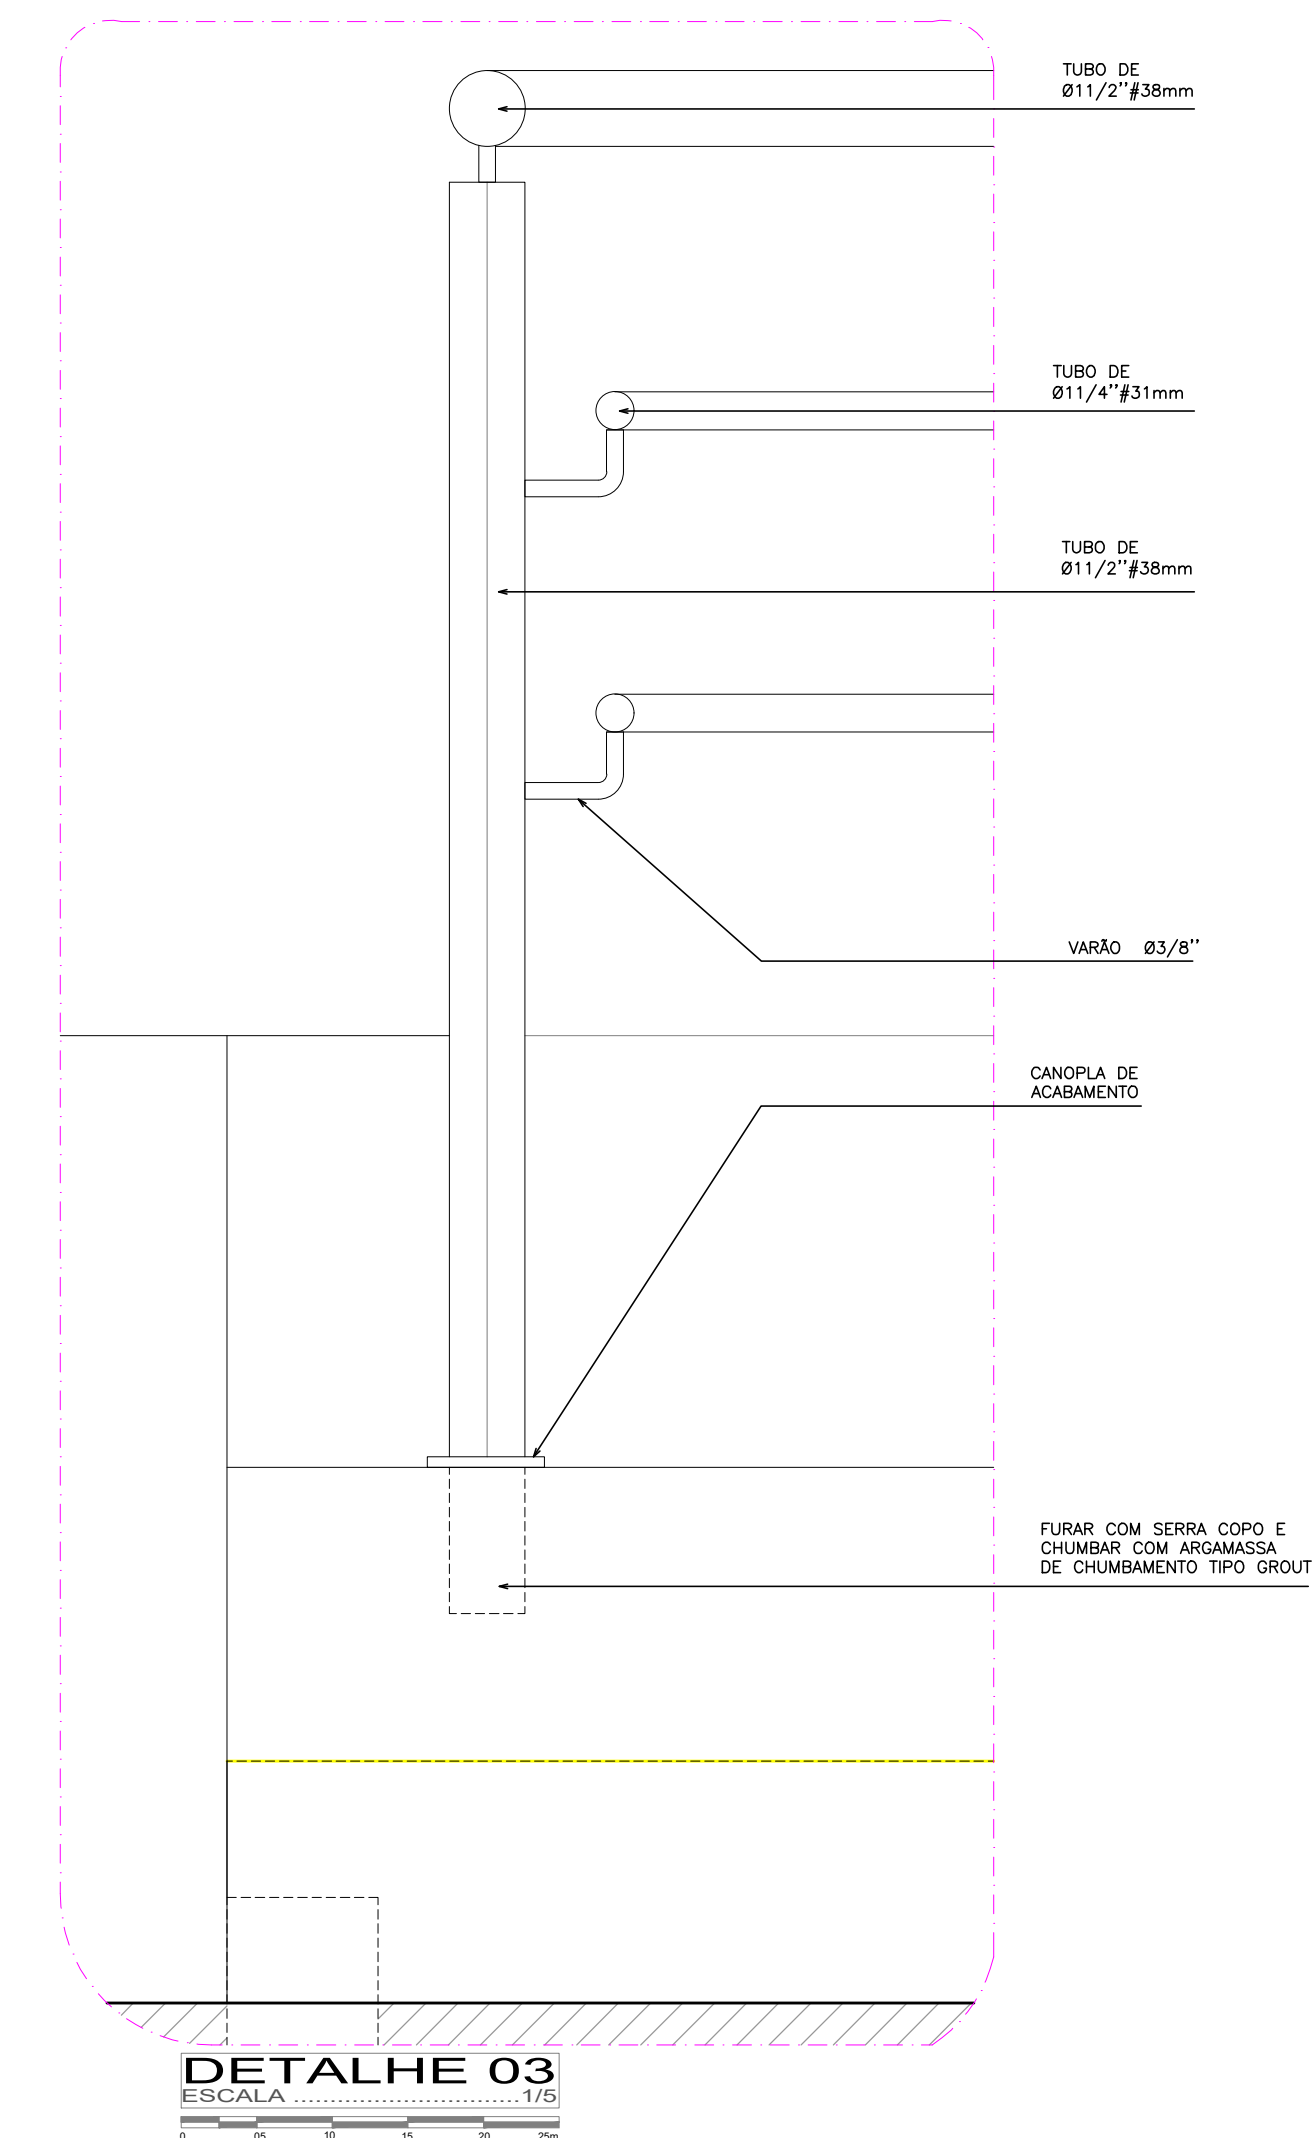 TUBO DE
Ø11/2''#38mm
TUBO DE
Ø11/4''#31mm
TUBO DE
Ø11/2''#38mm
VARÃO Ø3/8''
CANOPLA DE
ACABAMENTO
FURAR COM SERRA COPO E
CHUMBAR COM ARGAMASSA
DE CHUMBAMENTO TIPO GROUT
DETALHE 03
ESCALA ...............................1/5
0 05 10 15 20 25m